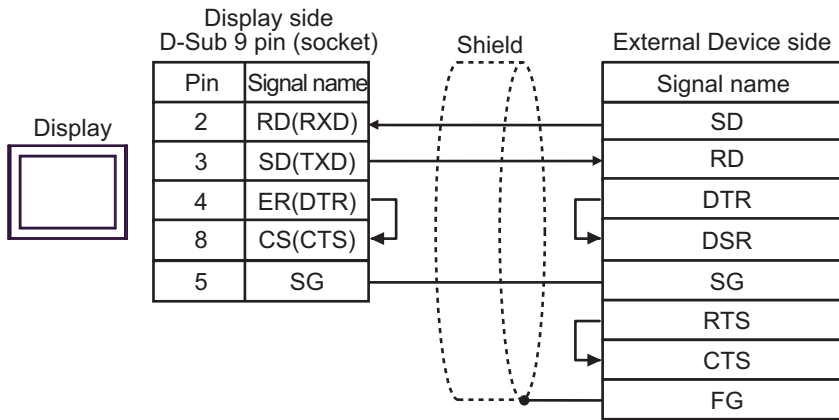 Display side
D-Sub 9 pin (socket)
Shield
External Device side
Display
Pin Signal name
2 RD(RXD)
3 SD(TXD)
4 ER(DTR)
8 CS(CTS)
5 SG
Signal name
SD
RD
DTR
DSR
SG
RTS
CTS
FG